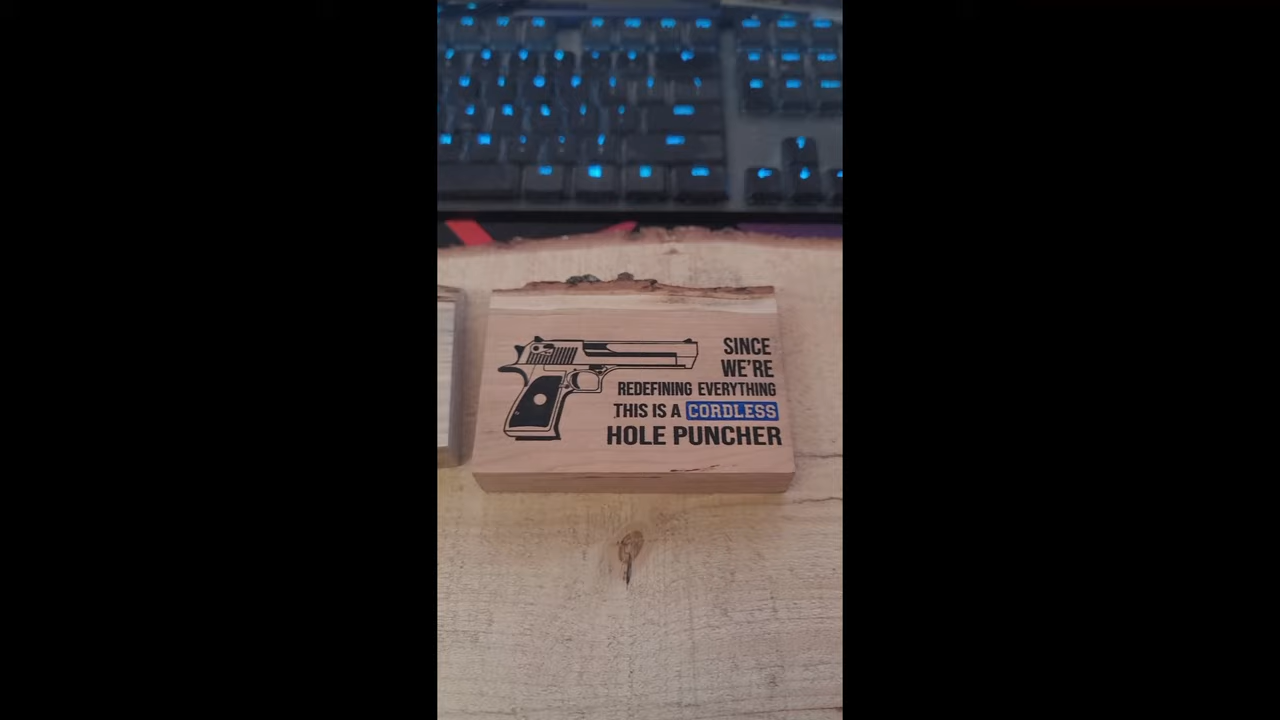 SINCE
WE'RE
REDEFINING EVERYTHING
THIS IS A CORDLESS
HOLE PUNCHER